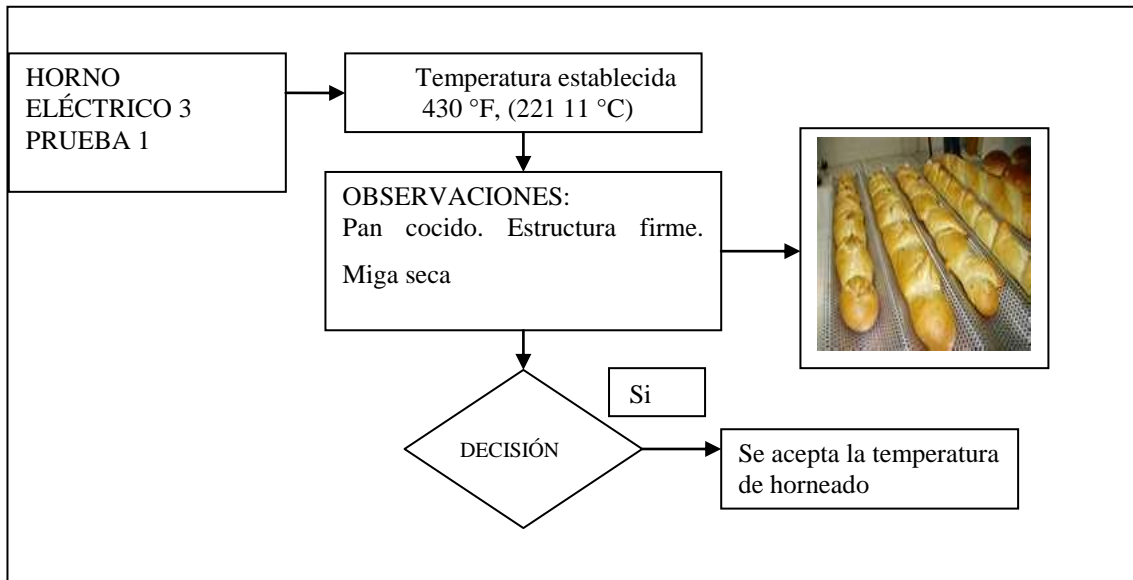 HORNO
ELÉCTRICO 3
PRUEBA 1
Temperatura establecida
430 °F, (221 11 °C)
OBSERVACIONES:
Pan cocido. Estructura firme.
Miga seca
Si
DECISIÓN
Se acepta la temperatura
de horneado